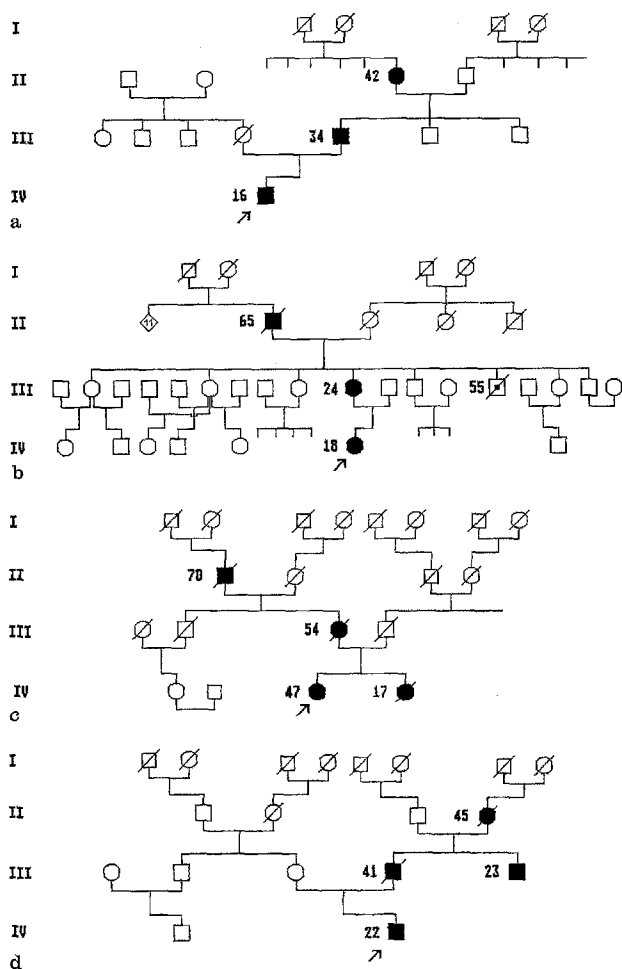 I
II 42
III 34
IV 16
a
I
II 11 65
III 24 55
IV 18
b
I
II 70
III 54
IV 47 17
c
I
II 45
III 41 23
IV 22
d